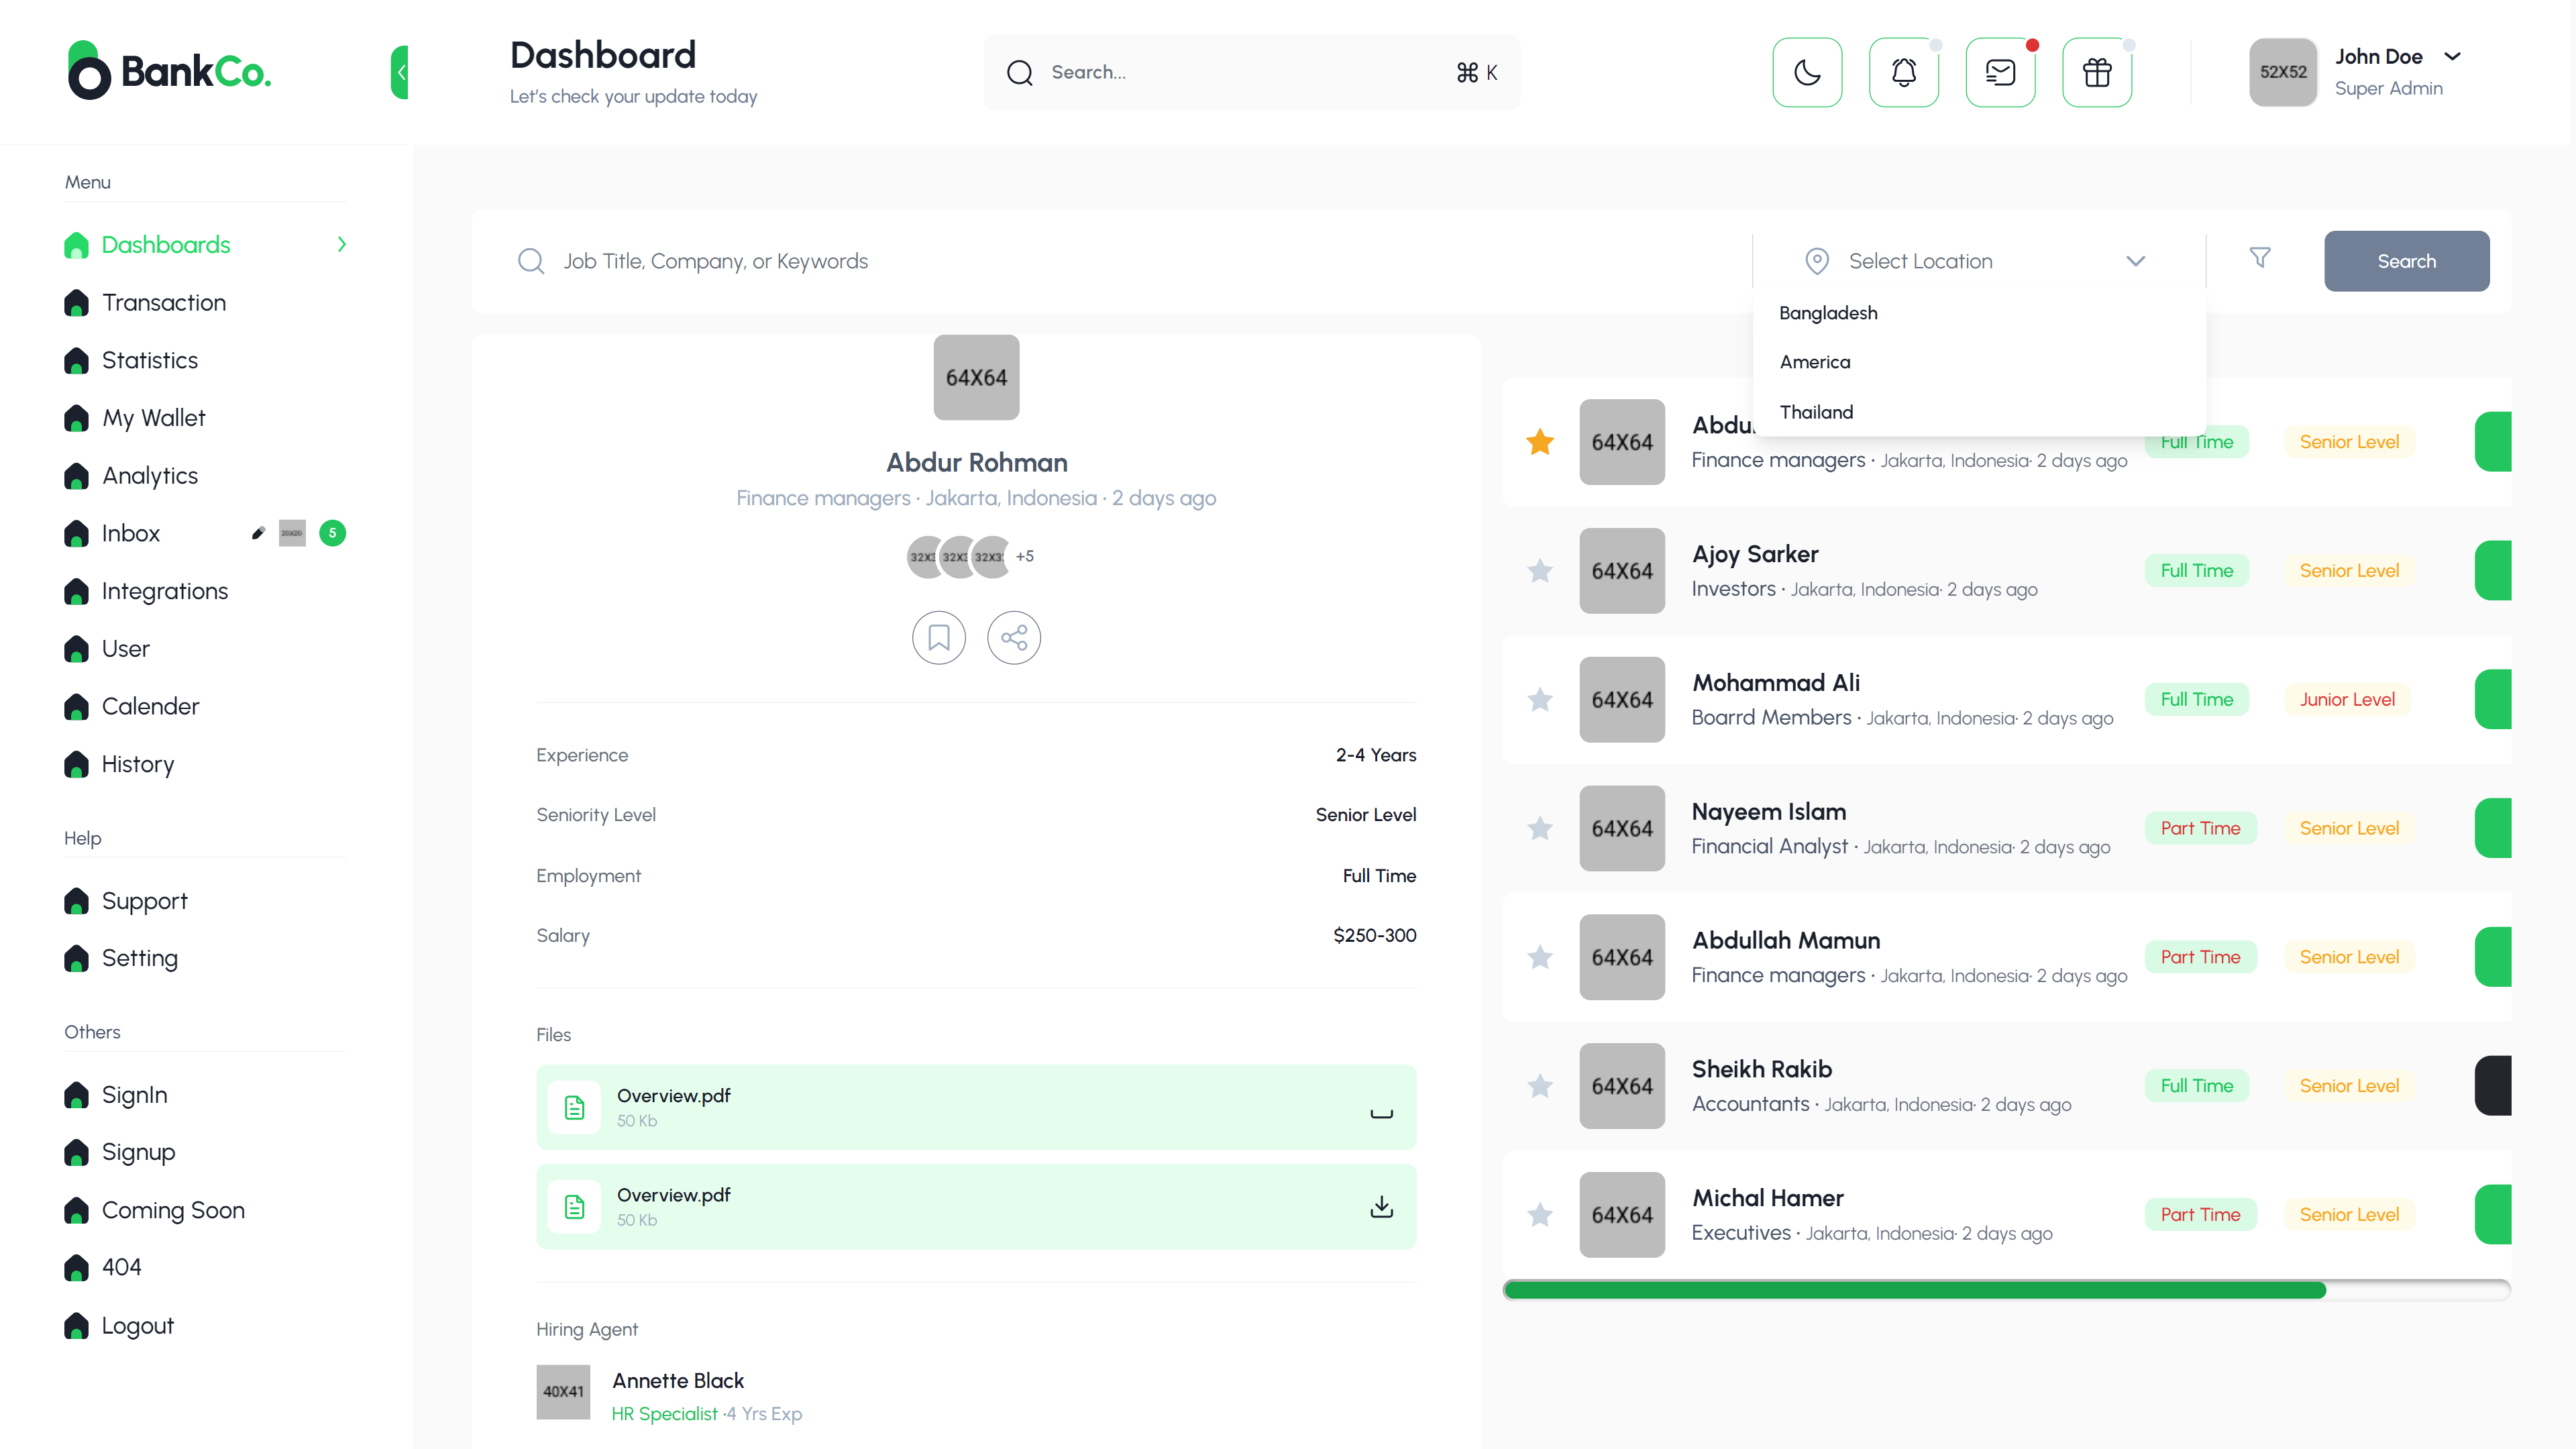 BankCo.
Dashboard
Let's check your update today
Search...
⌘ K
52X52
John Doe
Super Admin
Menu
Dashboards
Transaction
Statistics
My Wallet
Analytics
Inbox
5
Integrations
User
Calender
History
Help
Support
Setting
Others
SignIn
Signup
Coming Soon
404
Logout
Job Title, Company, or Keywords
Select Location
Search
Bangladesh
America
Thailand
64X64
Abdur Rohman
Finance managers · Jakarta, Indonesia · 2 days ago
32X3 32X3 32X3 +5
Experience
2-4 Years
Seniority Level
Senior Level
Employment
Full Time
Salary
$250-300
Files
Overview.pdf
50 Kb
Overview.pdf
50 Kb
Hiring Agent
40X41
Annette Black
HR Specialist ·4 Yrs Exp
64X64
Finance managers · Jakarta, Indonesia· 2 days ago
Full Time
Senior Level
64X64
Ajoy Sarker
Investors · Jakarta, Indonesia· 2 days ago
Full Time
Senior Level
64X64
Mohammad Ali
Boarrd Members · Jakarta, Indonesia· 2 days ago
Full Time
Junior Level
64X64
Nayeem Islam
Financial Analyst · Jakarta, Indonesia· 2 days ago
Part Time
Senior Level
64X64
Abdullah Mamun
Finance managers · Jakarta, Indonesia· 2 days ago
Part Time
Senior Level
64X64
Sheikh Rakib
Accountants · Jakarta, Indonesia· 2 days ago
Full Time
Senior Level
64X64
Michal Hamer
Executives · Jakarta, Indonesia· 2 days ago
Part Time
Senior Level